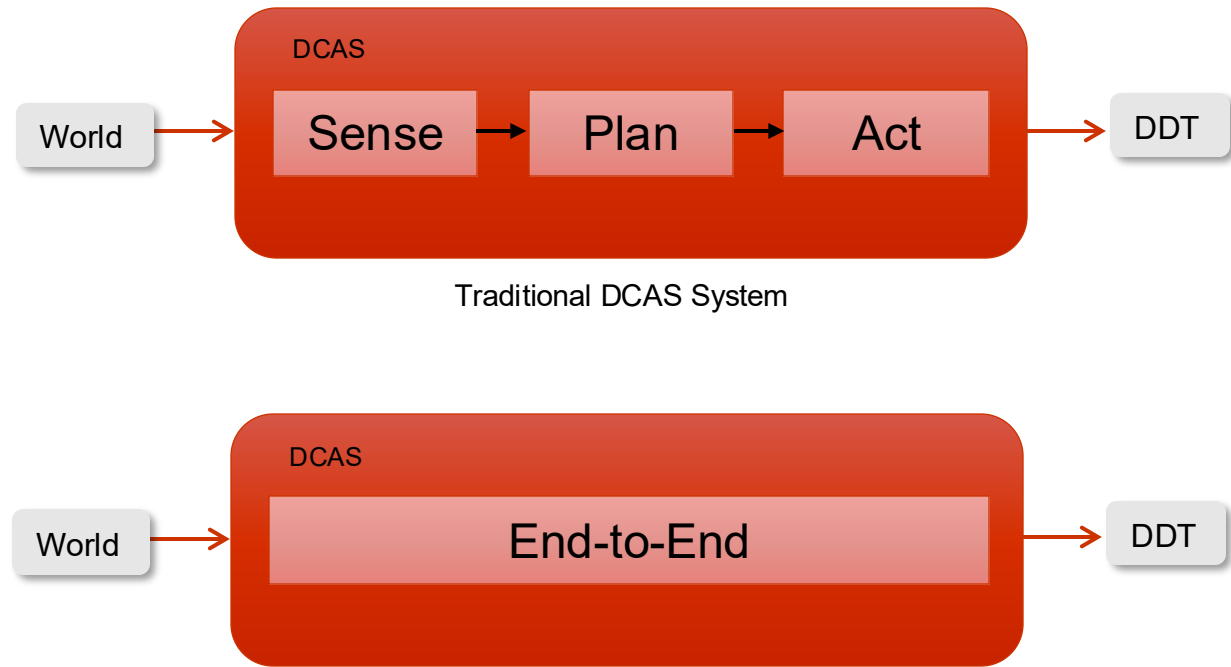 DCAS
World
Sense
Plan
Act
DDT
Traditional DCAS System
DCAS
World
End-to-End
DDT